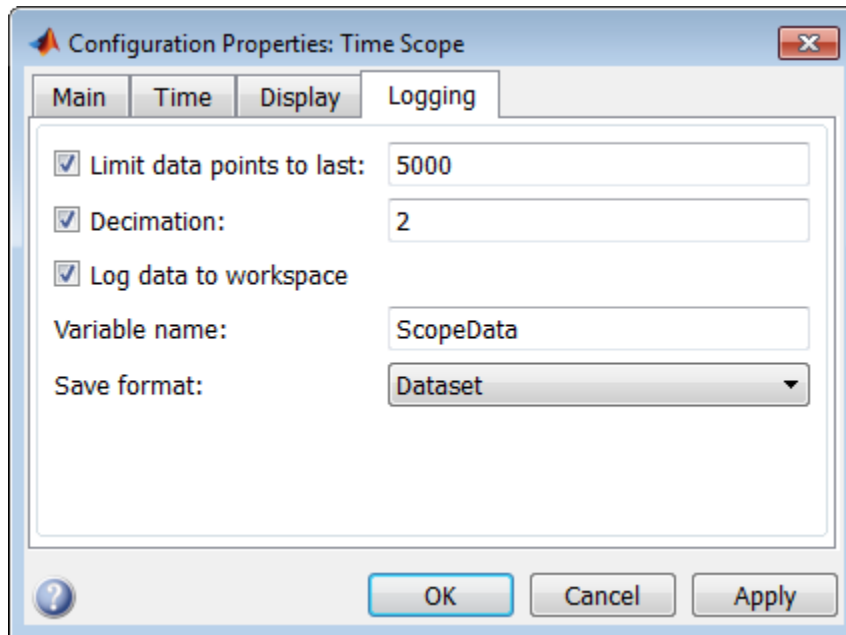 Configuration Properties: Time Scope
Main Time Display Logging
Limit data points to last: 5000
Decimation: 2
Log data to workspace
Variable name: ScopeData
Save format: Dataset
? OK Cancel Apply